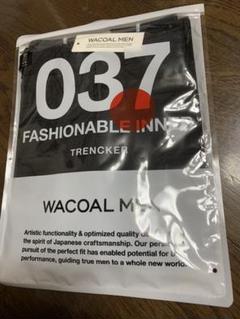 WACOAL MEN
037
FASHIONABLE INN
TRENCKER
WACOAL MEN
Artistic functionality & optimized quality
the spirit of Japanese craftsmanship. Our
pursuit of the perfect fit has enabled potential for
performance, guiding true men to a whole new world.